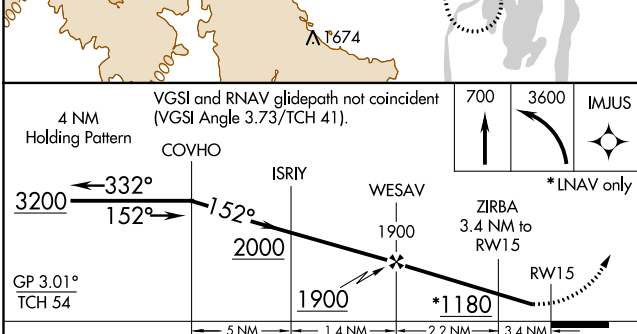 1674
VGSI and RNAV glidepath not coincident
(VGSI Angle 3.73/TCH 41).
700
3600
IMJUS
4 NM
Holding Pattern
COVHO
ISRIY
WESAV
* LNAV only
ZIRBA
3.4 NM to
RW15
332°
3200
152°
152°
1900
2000
RW15
GP 3.01°
TCH 54
1900
*1180
5 NM
1.4 NM
2.2 NM
3.4 NM